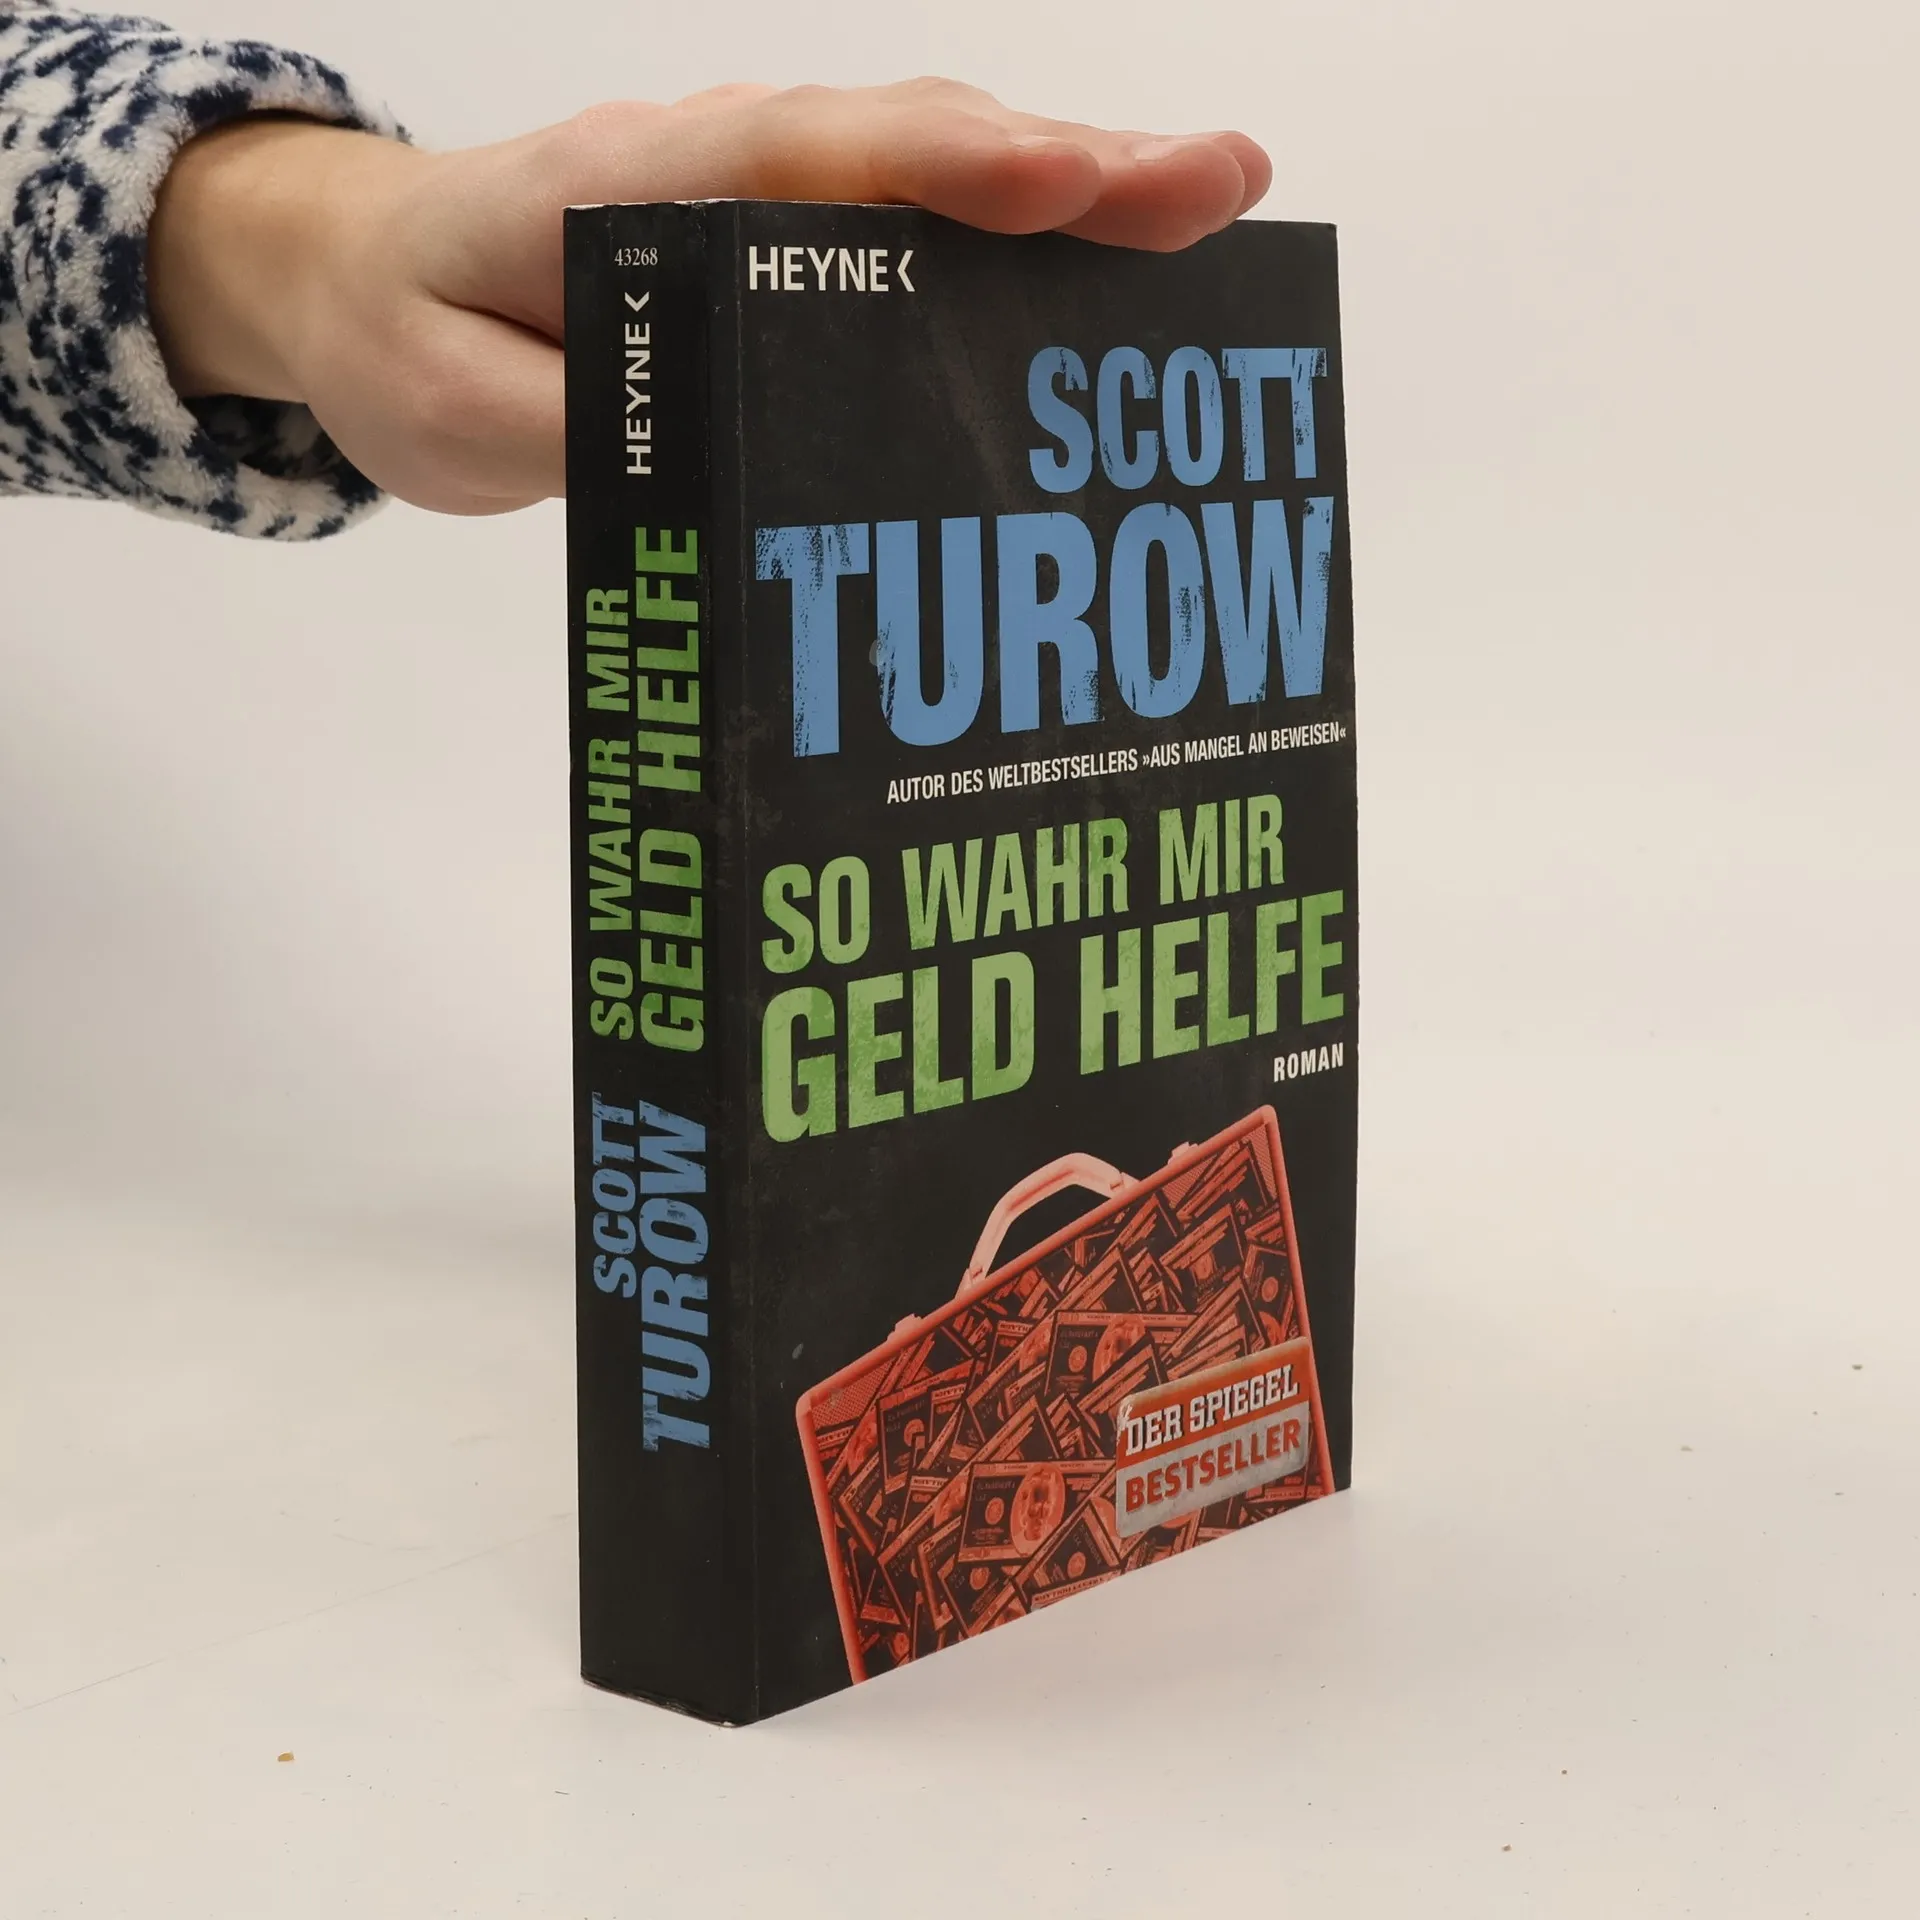 43268
HEYNE<
SO WAHR MIR
GELD HELFE
SCOTT
TUROW
HEYNE<
SCOTT
TUROW
AUTOR DES WELTBESTSELLERS »AUS MANGEL AN BEWEISEN«
SO WAHR MIR
GELD HELFE
ROMAN
DER SPIEGEL
BESTSELLER